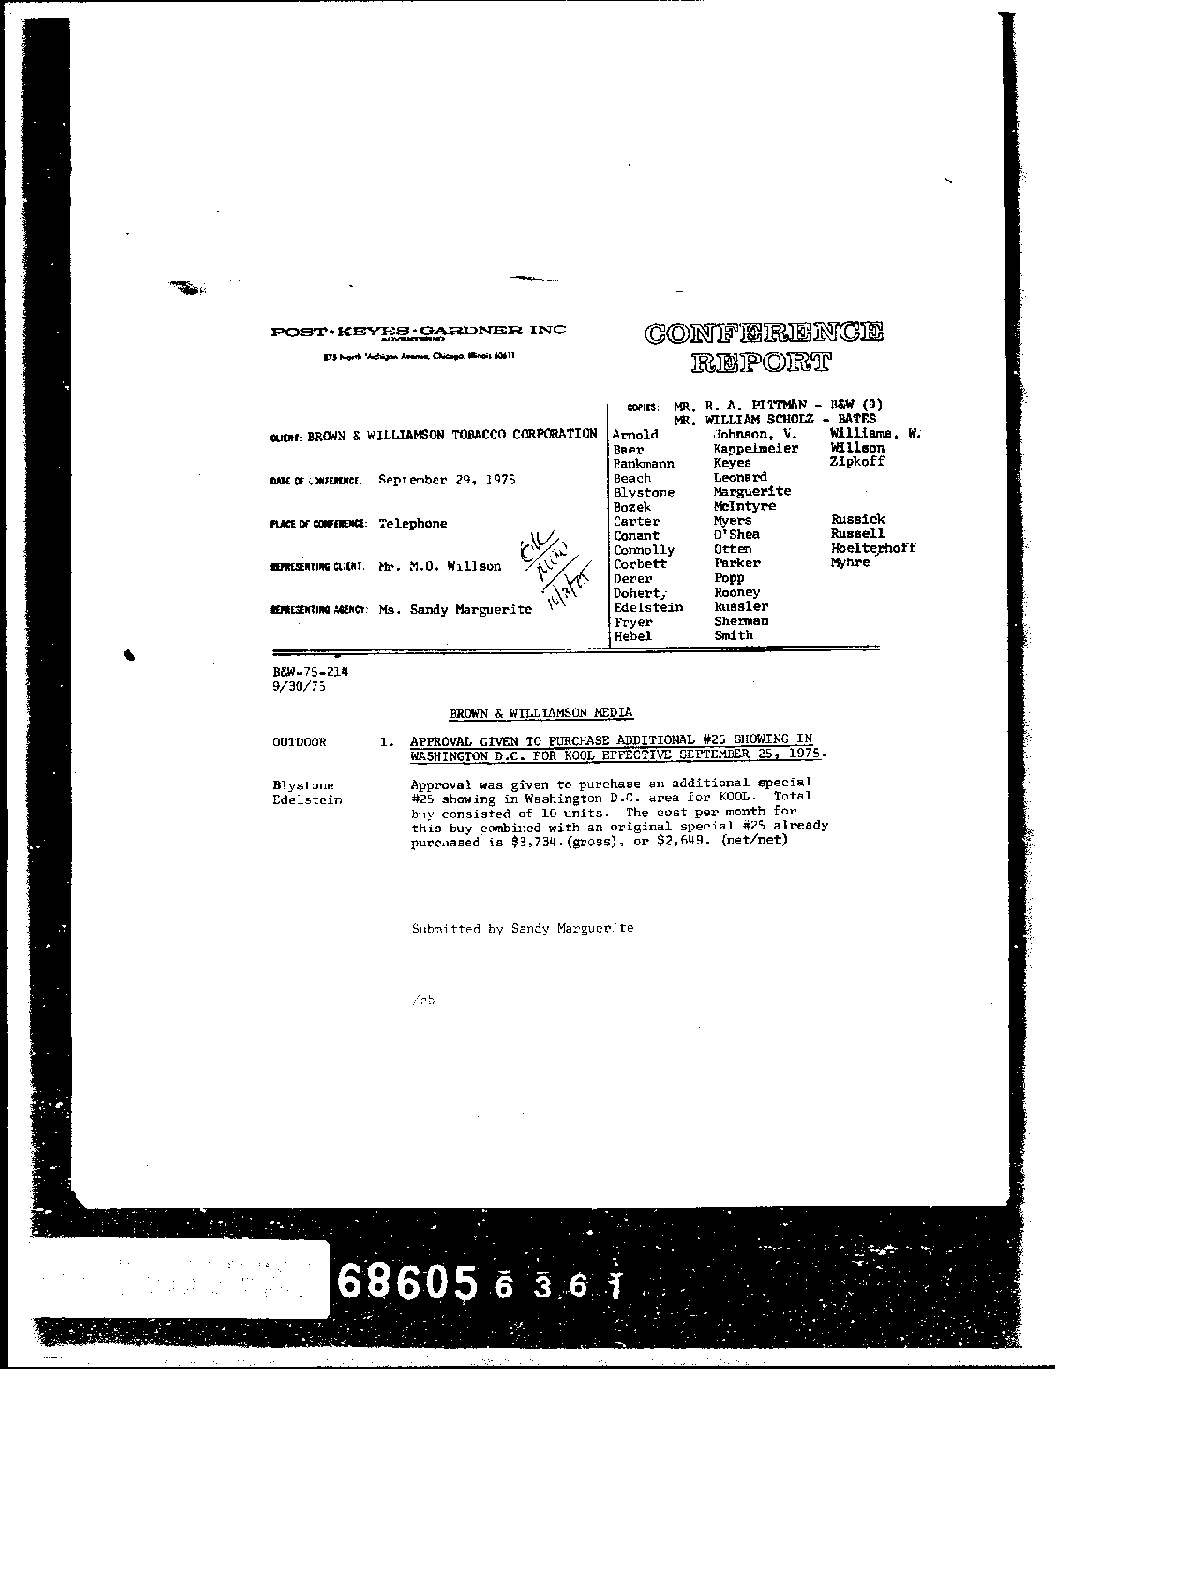 POST-KEYES-GARDNER INC
ADVERTISING
875 North Michigan Avenue, Chicago, Illinois 60611
CONFERENCE
REPORT
COPIES: MR. R. A. PITTMAN - B&W (3)
MR. WILLIAM SCHOLZ - BATES
CLIENT: BROWN & WILLIAMSON TOBACCO CORPORATION
DATE OF CONFERENCE: September 29, 1975
PLACE OF CONFERENCE: Telephone
REPRESENTING CLIENT: Mr. M.O. Willson
REPRESENTING AGENCY: Ms. Sandy Marguerite
Arnold Johnson, V. Williams, W.
Baer Kappelmeier Willson
Bankmann Keyes Zipkoff
Beach Leonard
Blystone Marguerite
Bozek McIntyre
Carter Myers Russick
Conant O'Shea Russell
Connolly Otten Hoelterhoff
Corbett Parker Myhre
Derer Popp
Doherty Rooney
Edelstein Russler
Fryer Sherman
Hebel Smith
B&W-75-214
9/30/75
BROWN & WILLIAMSON MEDIA
OUTDOOR 1. APPROVAL GIVEN TO PURCHASE ADDITIONAL #25 SHOWING IN
WASHINGTON D.C. FOR KOOL EFFECTIVE SEPTEMBER 25, 1975.
Blystone Approval was given to purchase an additional special
Edelstein #25 showing in Washington D.C. area for KOOL. Total
buy consisted of 10 units. The cost per month for
this buy combined with an original special #25 already
purchased is $3,734.(gross), or $2,649. (net/net)
Submitted by Sandy Marguerite
68605 6361